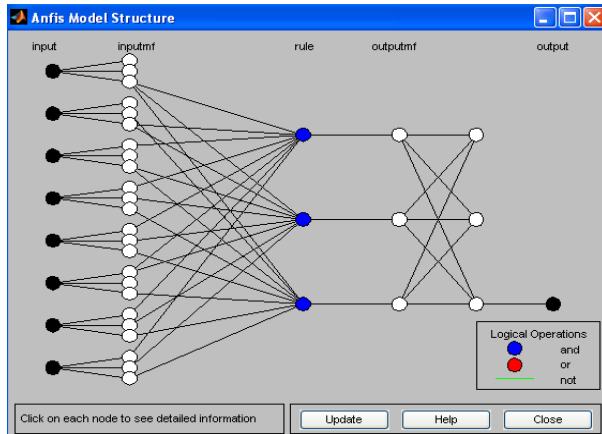 Anfis Model Structure
input inputmf rule outputmf output
Logical Operations
and
or
not
Click on each node to see detailed information
Update Help Close